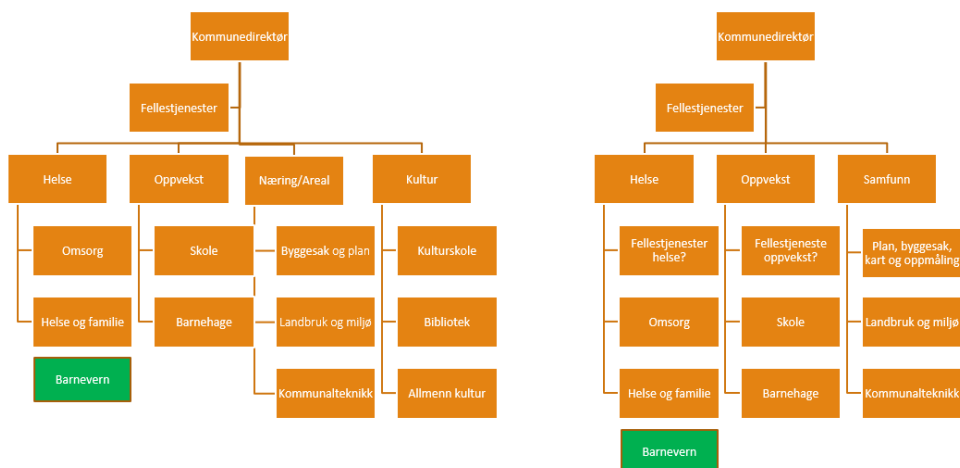 Kommunedirektør
Fellestjenester
Helse
Oppvekst
Næring/Areal
Kultur
Omsorg
Skole
Byggesak og plan
Kulturskole
Helse og familie
Barnehage
Landbruk og miljø
Bibliotek
Barnevern
Kommunalteknikk
Allmenn kultur
Kommunedirektør
Fellestjenester
Helse
Oppvekst
Samfunn
Fellestjenester
helse?
Fellestjeneste
oppvekst?
Plan, byggesak,
kart og oppmåling
Omsorg
Skole
Landbruk og miljø
Helse og familie
Barnehage
Kommunalteknikk
Barnevern